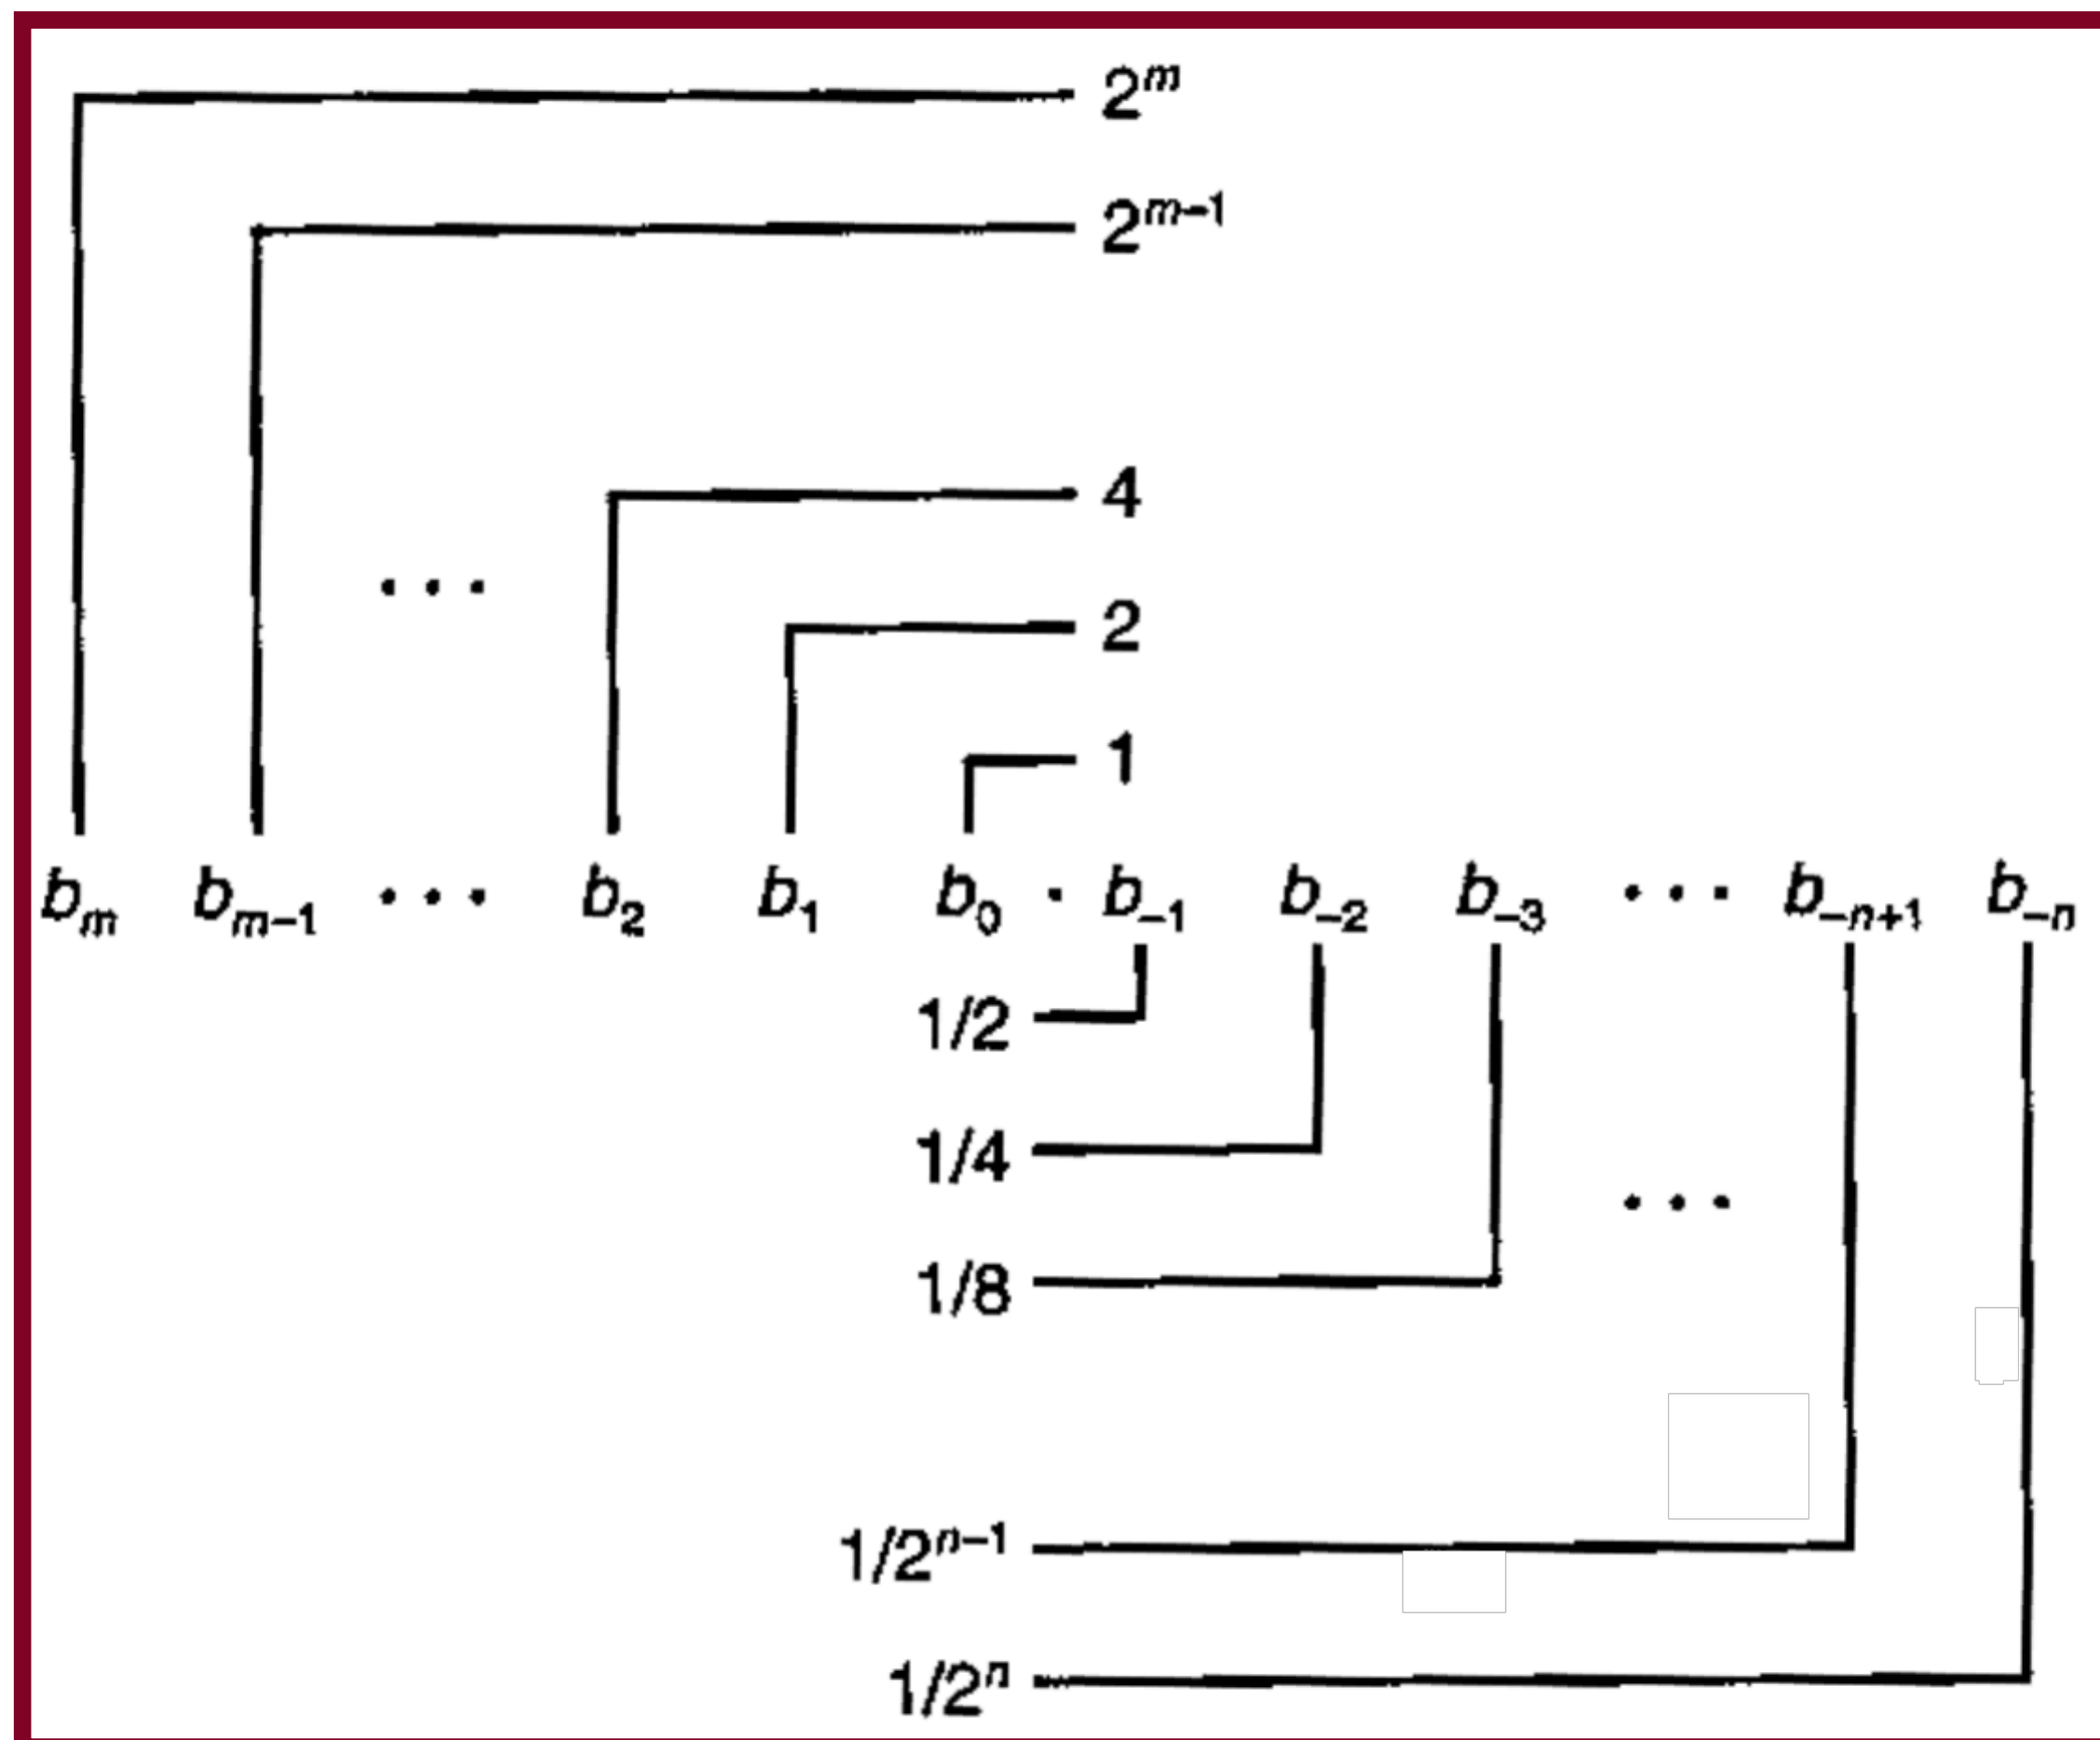 2^m
2^{m-1}
4
· · ·
2
1
b_m b_{m-1} · · · b_2 b_1 b_0 · b_{-1} b_{-2} b_{-3} · · · b_{-n+1} b_{-n}
1/2
1/4
· · ·
1/8
1/2^{n-1}
1/2^n